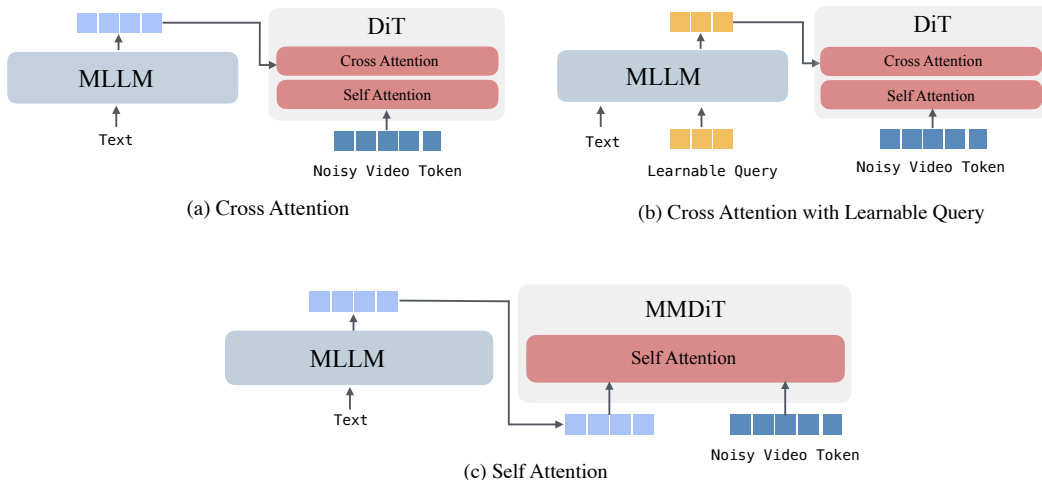 DiT
MLLM
Cross Attention
Self Attention
Text
Noisy Video Token
(a) Cross Attention
DiT
MLLM
Cross Attention
Self Attention
Text
Learnable Query
Noisy Video Token
(b) Cross Attention with Learnable Query
MMDiT
MLLM
Self Attention
Text
Noisy Video Token
(c) Self Attention